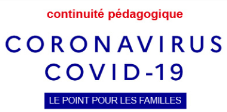 continuité pédagogique
CORONAVIRUS
COVID-19
LE POINT POUR LES FAMILLES